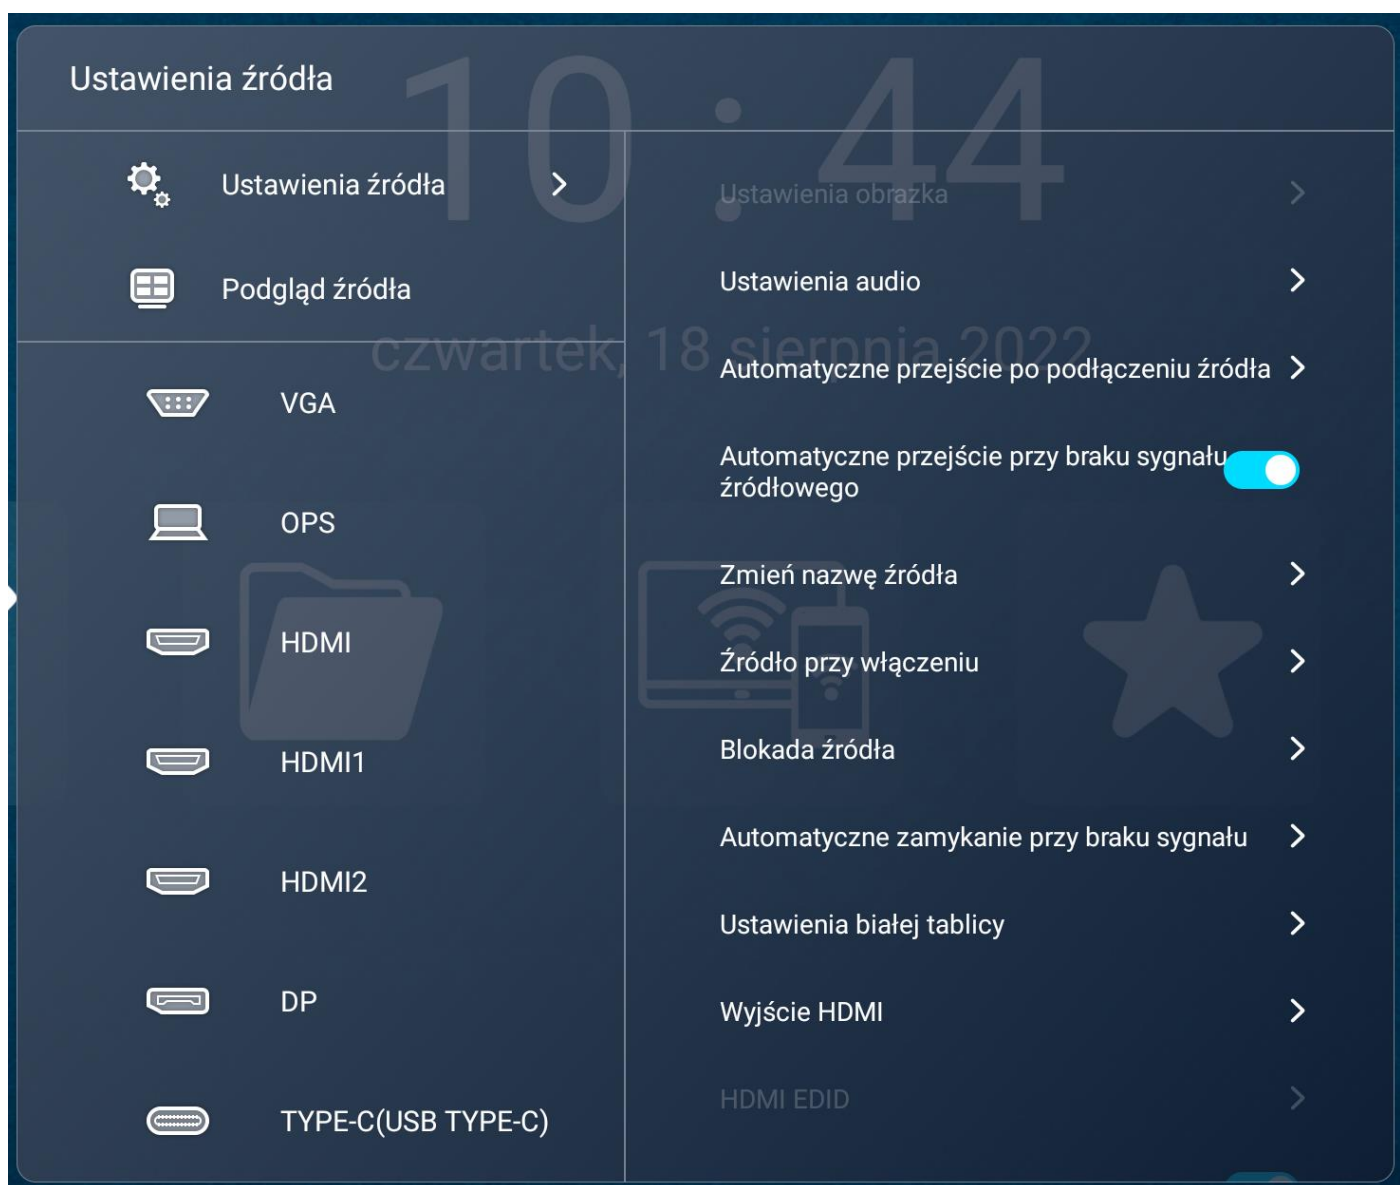 Ustawienia źródła
10 : 44
czwartek, 18 sierpnia 2022
Ustawienia źródła
Podgląd źródła
VGA
OPS
HDMI
HDMI1
HDMI2
DP
TYPE-C(USB TYPE-C)
Ustawienia obrazka
Ustawienia audio
Automatyczne przejście po podłączeniu źródła
Automatyczne przejście przy braku sygnału
źródłowego
Zmień nazwę źródła
Źródło przy włączeniu
Blokada źródła
Automatyczne zamykanie przy braku sygnału
Ustawienia białej tablicy
Wyjście HDMI
HDMI EDID